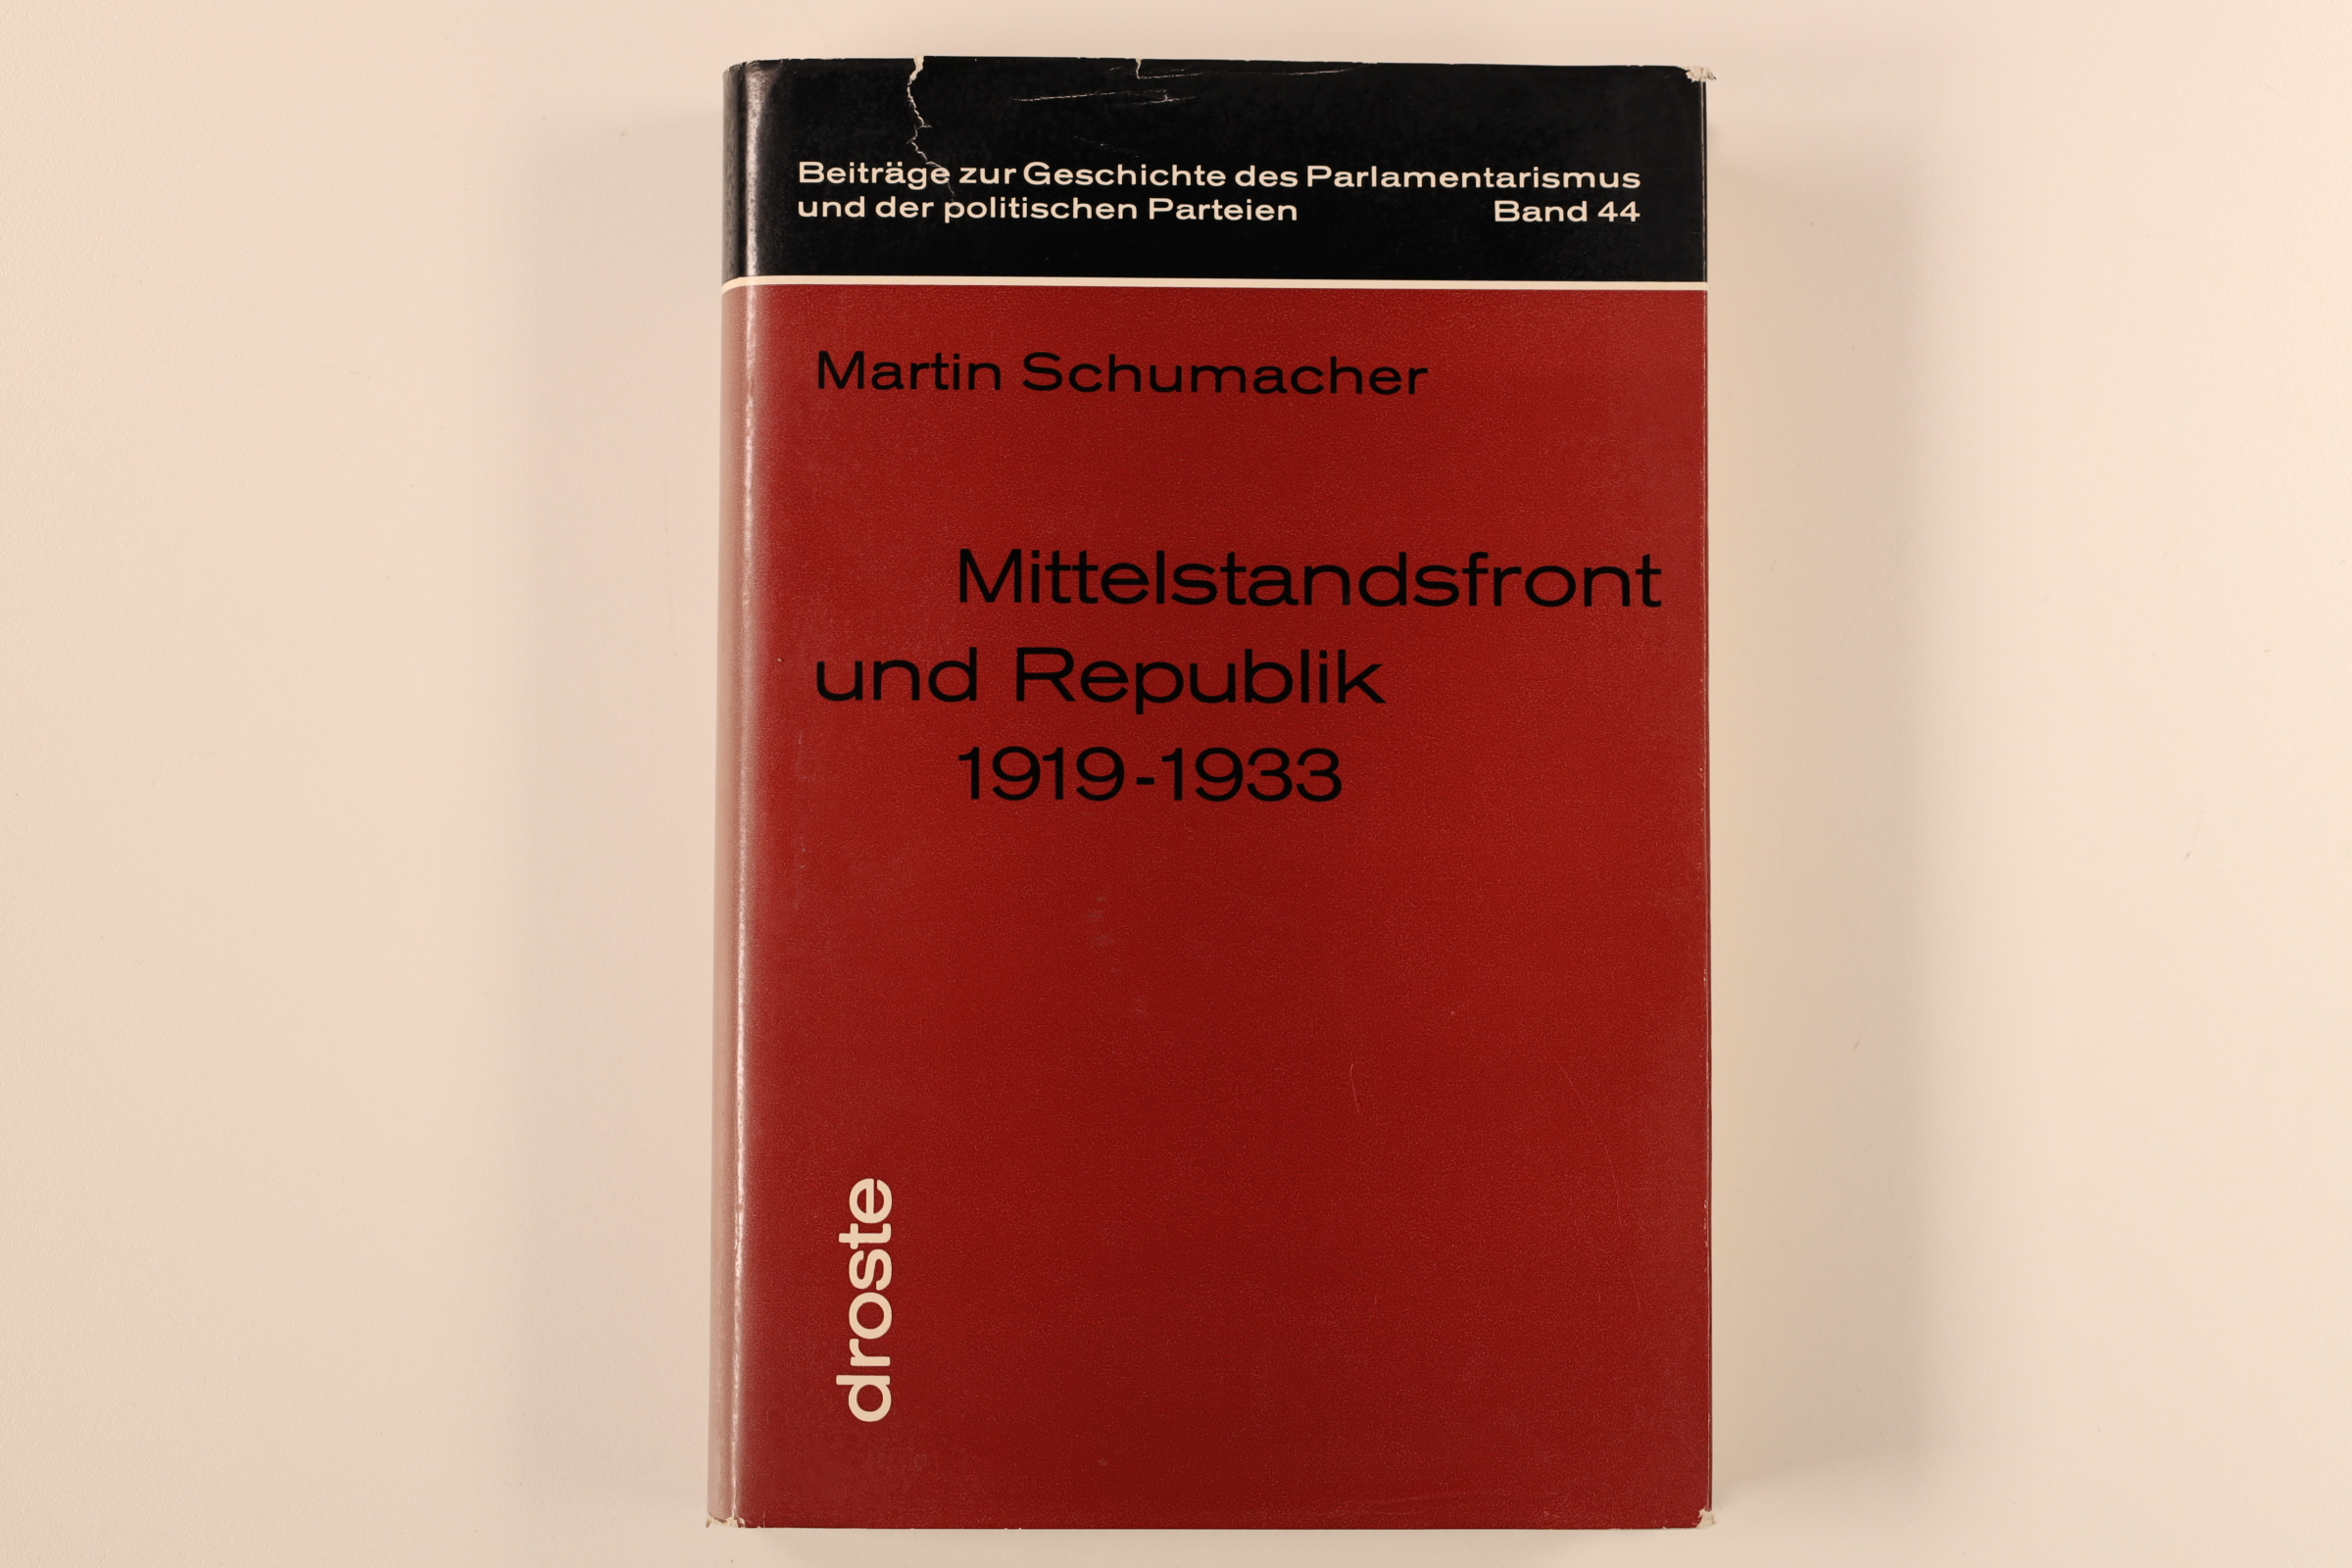 Beiträge zur Geschichte des Parlamentarismus
und der politischen Parteien Band 44
Martin Schumacher
Mittelstandsfront
und Republik
1919-1933
droste